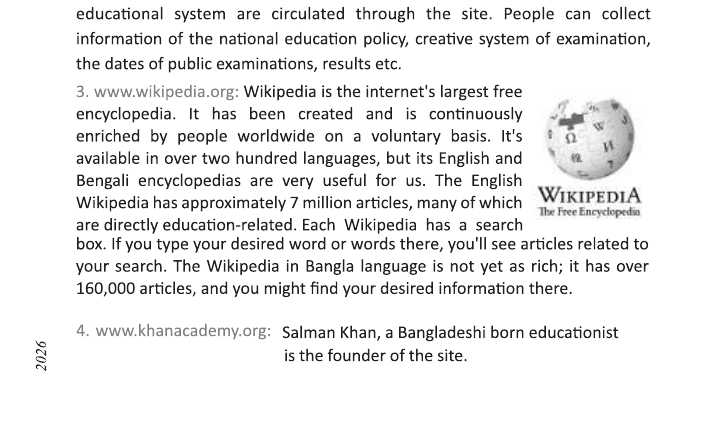 educational system are circulated through the site. People can collect
information of the national education policy, creative system of examination,
the dates of public examinations, results etc.
3. www.wikipedia.org: Wikipedia is the internet's largest free
encyclopedia. It has been created and is continuously
enriched by people worldwide on a voluntary basis. It's
available in over two hundred languages, but its English and
Bengali encyclopedias are very useful for us. The English
Wikipedia has approximately 7 million articles, many of which
are directly education-related. Each Wikipedia has a search
box. If you type your desired word or words there, you'll see articles related to
your search. The Wikipedia in Bangla language is not yet as rich; it has over
160,000 articles, and you might find your desired information there.
WIKIPEDIA
The Free Encyclopedia
4. www.khanacademy.org: Salman Khan, a Bangladeshi born educationist
is the founder of the site.
2026